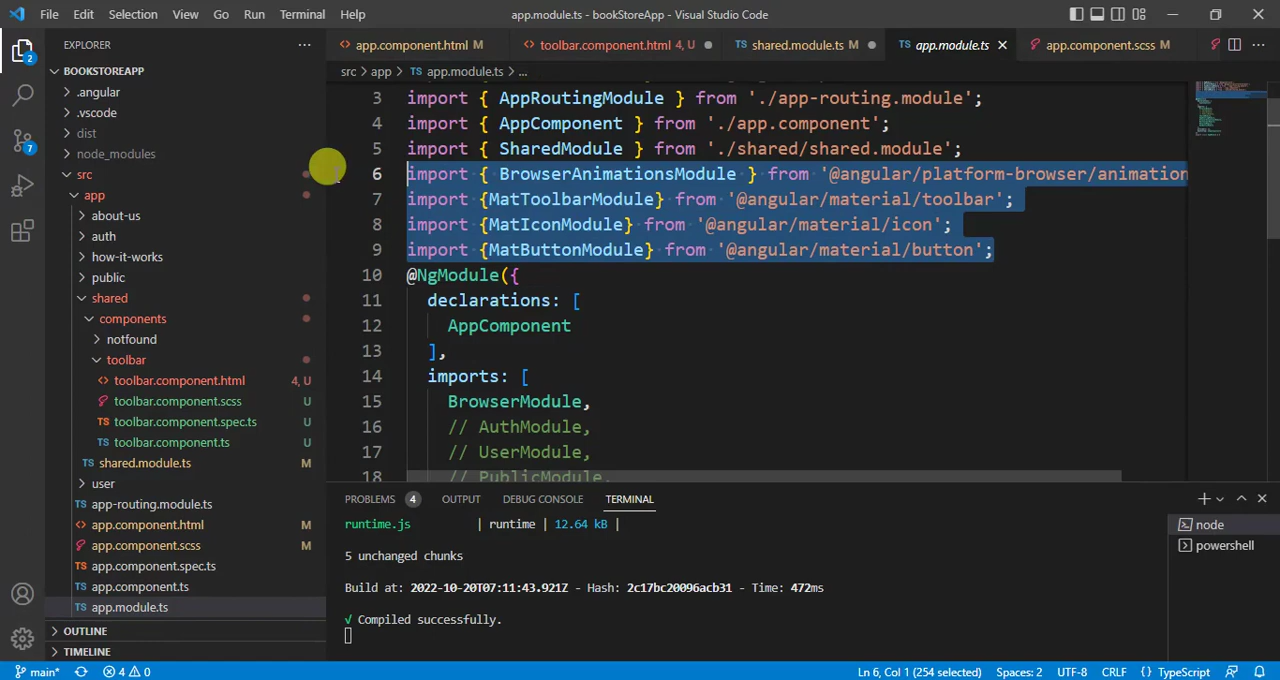 File Edit Selection View Go Run Terminal Help
app.module.ts - bookStoreApp - Visual Studio Code
EXPLORER
BOOKSTOREAPP
.angular
.vscode
dist
node_modules
src
app
about-us
auth
how-it-works
public
shared
components
notfound
toolbar
toolbar.component.html 4, U
toolbar.component.scss U
toolbar.component.spec.ts U
toolbar.component.ts U
shared.module.ts M
user
app-routing.module.ts
app.component.html M
app.component.scss M
app.component.spec.ts
app.component.ts
app.module.ts
OUTLINE
TIMELINE
2
7
app.component.html M toolbar.component.html 4, U shared.module.ts M app.module.ts app.component.scss M
src > app > TS app.module.ts > ...
3 import { AppRoutingModule } from './app-routing.module';
4 import { AppComponent } from './app.component';
5 import { SharedModule } from './shared/shared.module';
6 import { BrowserAnimationsModule } from '@angular/platform-browser/animation
7 import {MatToolbarModule} from '@angular/material/toolbar';
8 import {MatIconModule} from '@angular/material/icon';
9 import {MatButtonModule} from '@angular/material/button';
10 @NgModule({
11 declarations: [
12 AppComponent
13 ],
14 imports: [
15 BrowserModule,
16 // AuthModule,
17 // UserModule,
18 // PublicModule,
PROBLEMS 4 OUTPUT DEBUG CONSOLE TERMINAL
runtime.js | runtime | 12.64 kB |
5 unchanged chunks
Build at: 2022-10-20T07:11:43.921Z - Hash: 2c17bc20096acb31 - Time: 472ms
√ Compiled successfully.
node
powershell
main* 4 0 Ln 6, Col 1 (254 selected) Spaces: 2 UTF-8 CRLF { } TypeScript